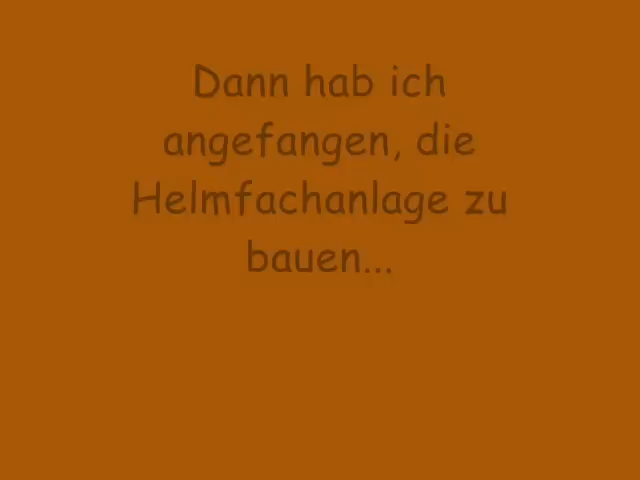 Dann hab ich
angefangen, die
Helmfachanlage zu
bauen...